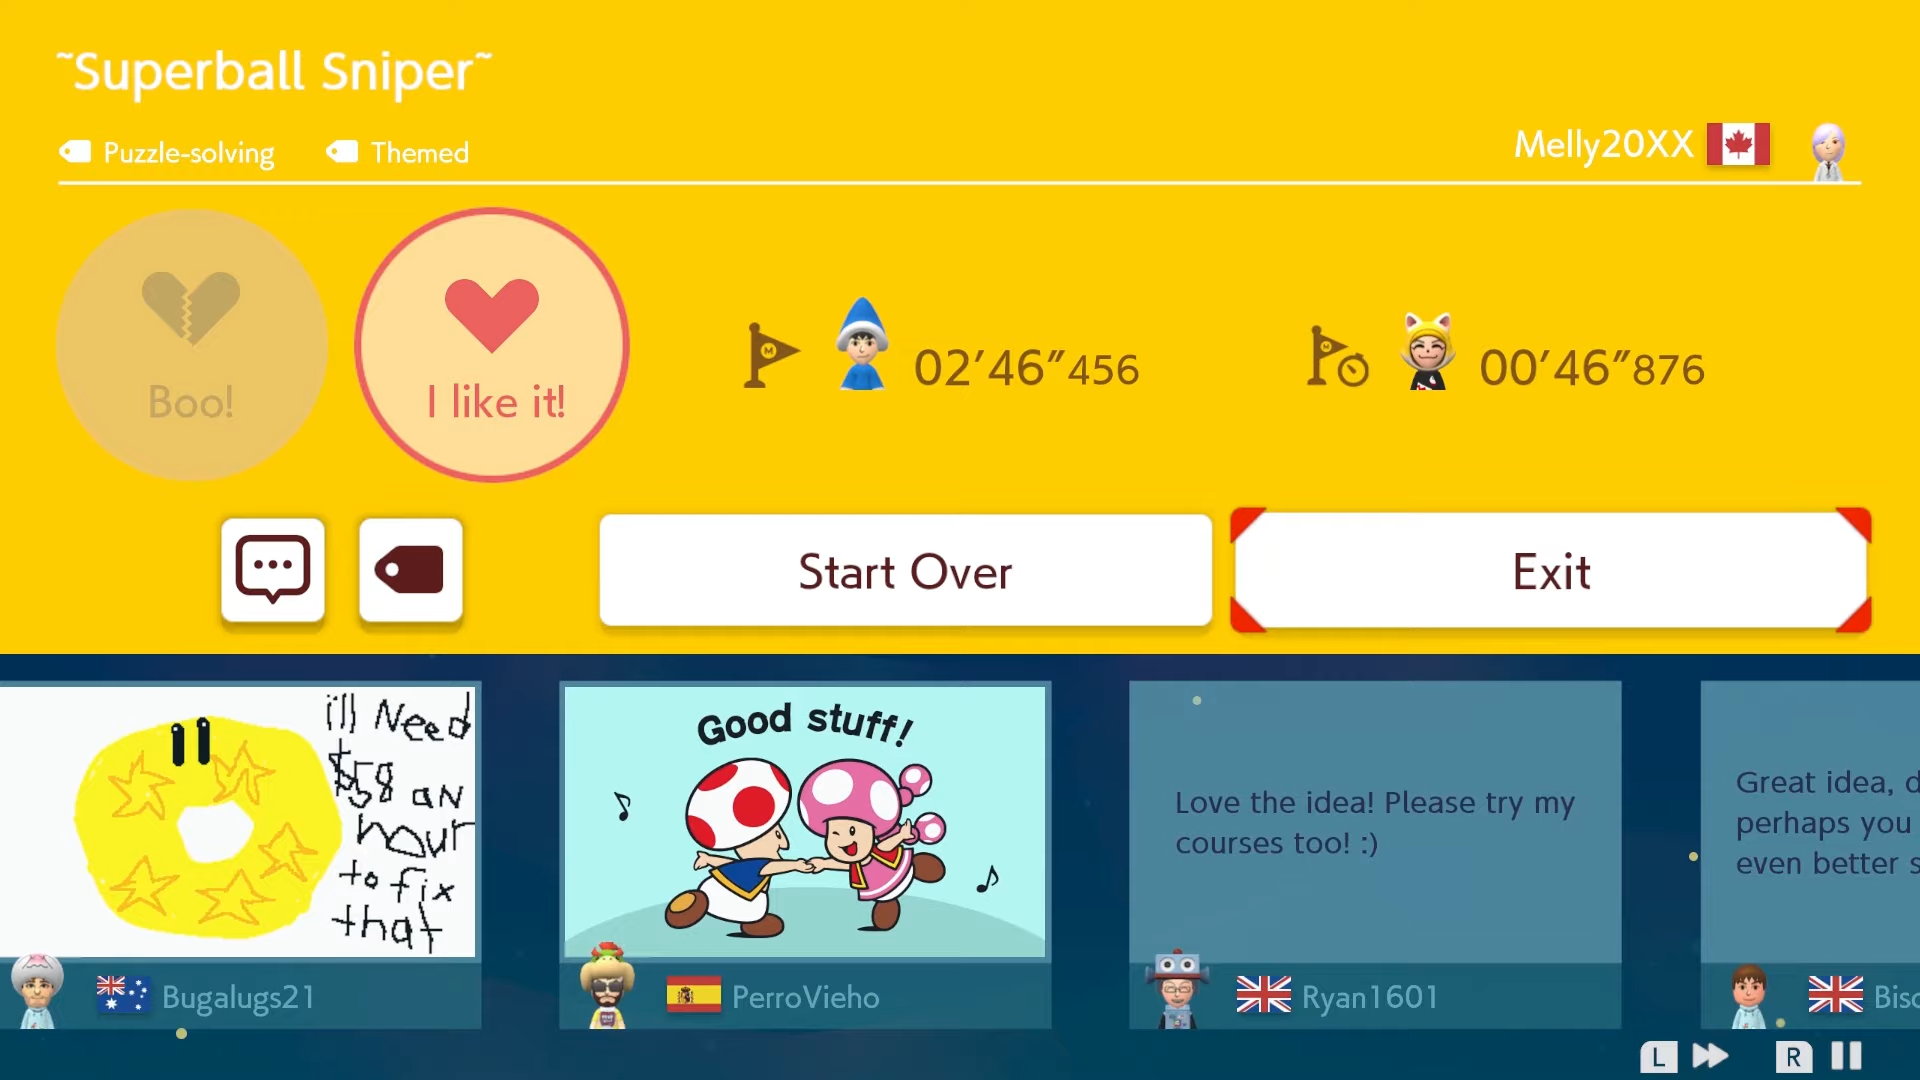 ~Superball Sniper~
Puzzle-solving Themed
Melly20XX
Boo!
I like it!
M 02'46"456
M 00'46"876
Start Over
Exit
ill Need
an
hour
to fix
that
Bugalugs21
Good stuff!
PerroVieho
Love the idea! Please try my
courses too! :)
Ryan1601
Great idea, d
perhaps you
even better s
Bisc
L R